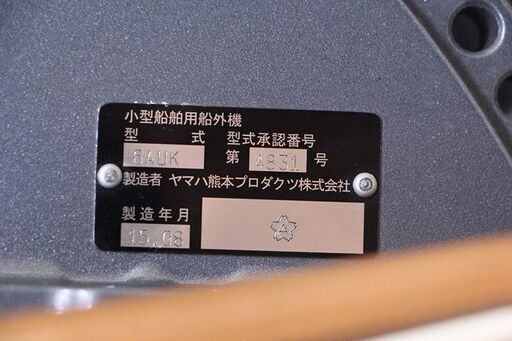 小型船舶用船外機
型 式 型式承認番号
6AUK 第 4831 号
製造者 ヤマハ熊本プロダクツ株式会社
製造年月
15.08